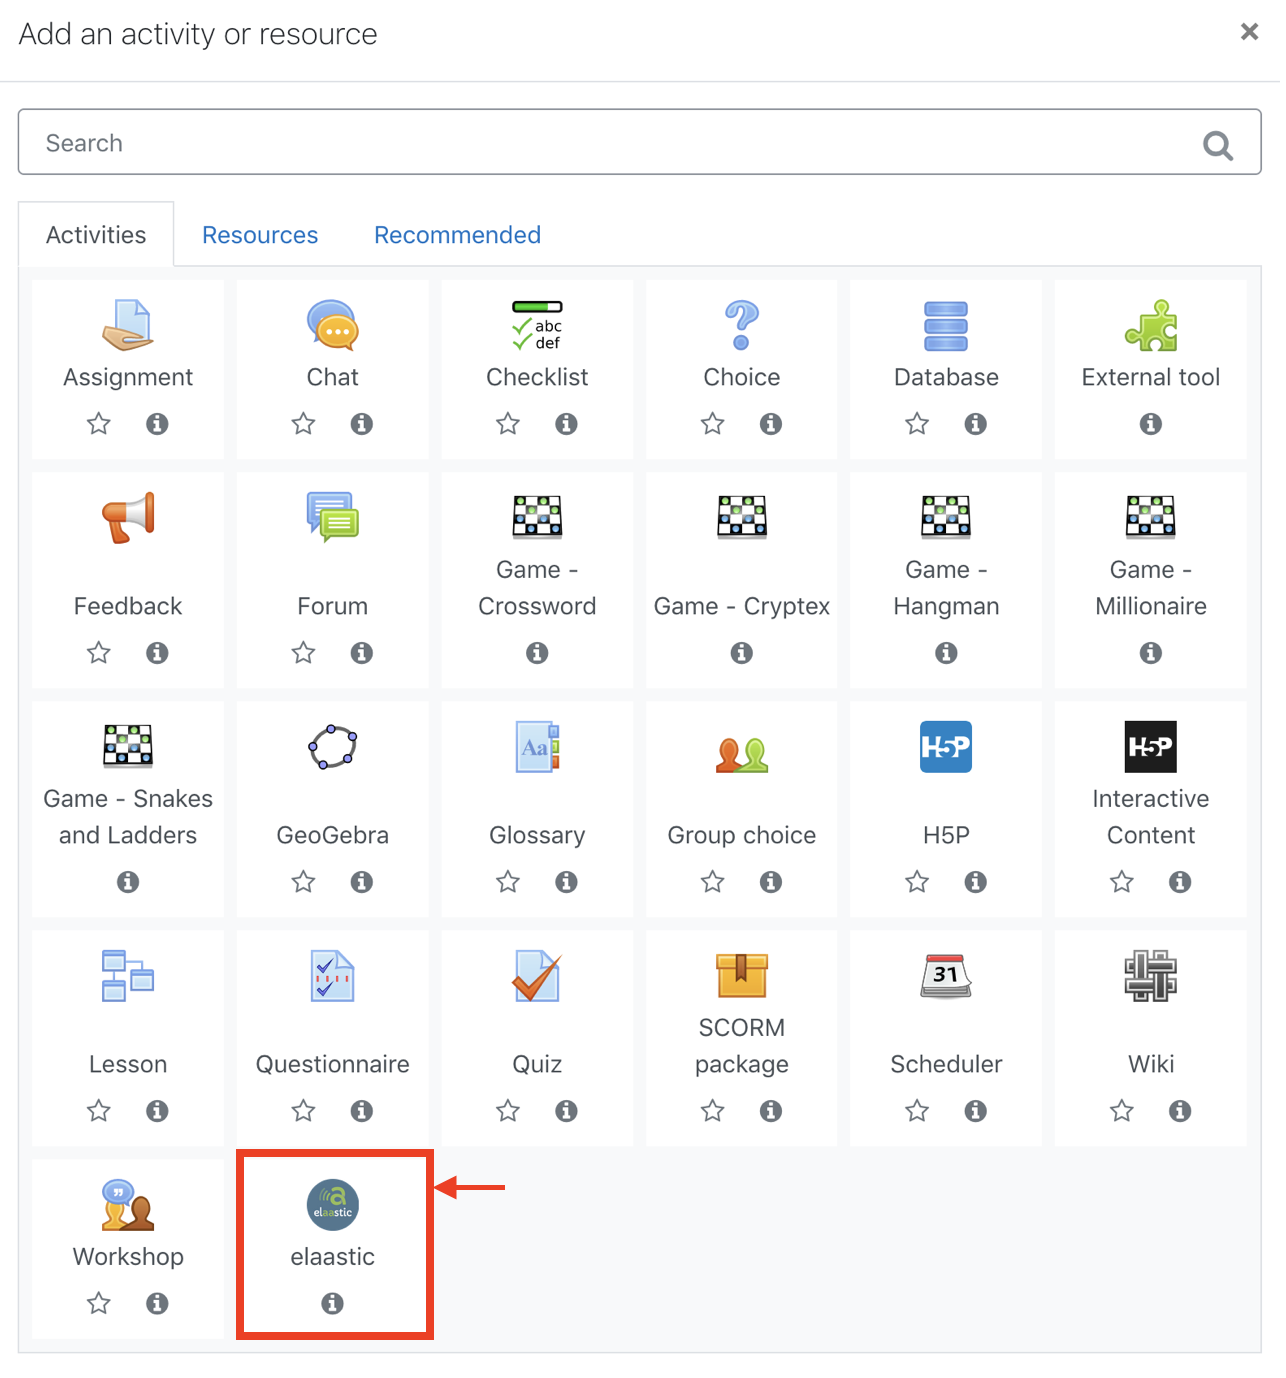 Add an activity or resource
×
Search
Activities Resources Recommended
abc
def
Assignment Chat Checklist Choice Database External tool
Game - Game - Game -
Feedback Forum Crossword Game - Cryptex Hangman Millionaire
Aa H5P H5P
Game - Snakes Interactive
and Ladders GeoGebra Glossary Group choice H5P Content
31
SCORM
Lesson Questionnaire Quiz package Scheduler Wiki
a
elaastic
Workshop elaastic